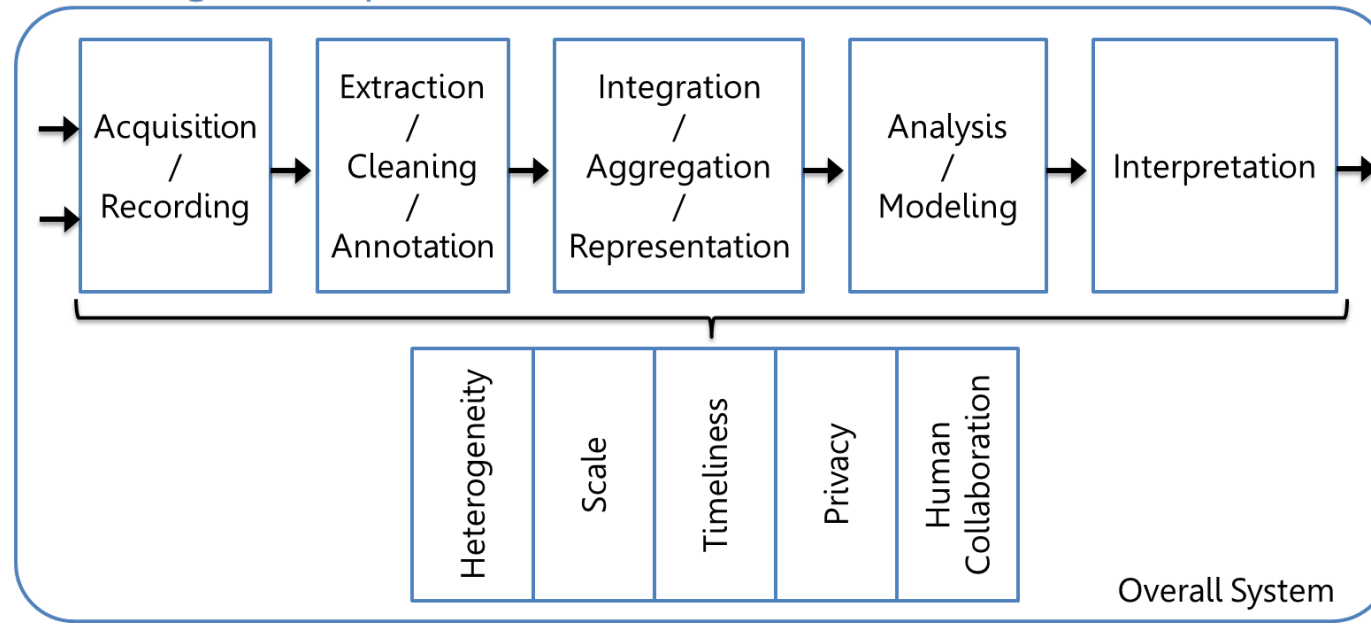 Acquisition
/
Recording
Extraction
/
Cleaning
/
Annotation
Integration
/
Aggregation
/
Representation
Analysis
/
Modeling
Interpretation
Heterogeneity
Scale
Timeliness
Privacy
Human
Collaboration
Overall System